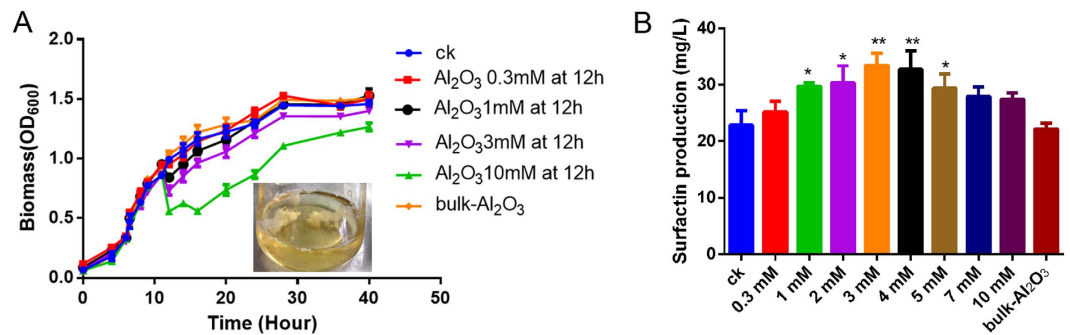 A
Biomass(OD₆₀₀)
2.0
1.5
1.0
0.5
0.0
0
10
20
30
40
50
Time (Hour)
ck
Al₂O₃ 0.3mM at 12h
Al₂O₃1mM at 12h
Al₂O₃3mM at 12h
Al₂O₃10mM at 12h
bulk-Al₂O₃
B
Surfactin production (mg/L)
40
30
20
10
0
*
*
**
**
*
ck
0.3 mM
1 mM
2 mM
3 mM
4 mM
5 mM
7 mM
10 mM
bulk-Al₂O₃